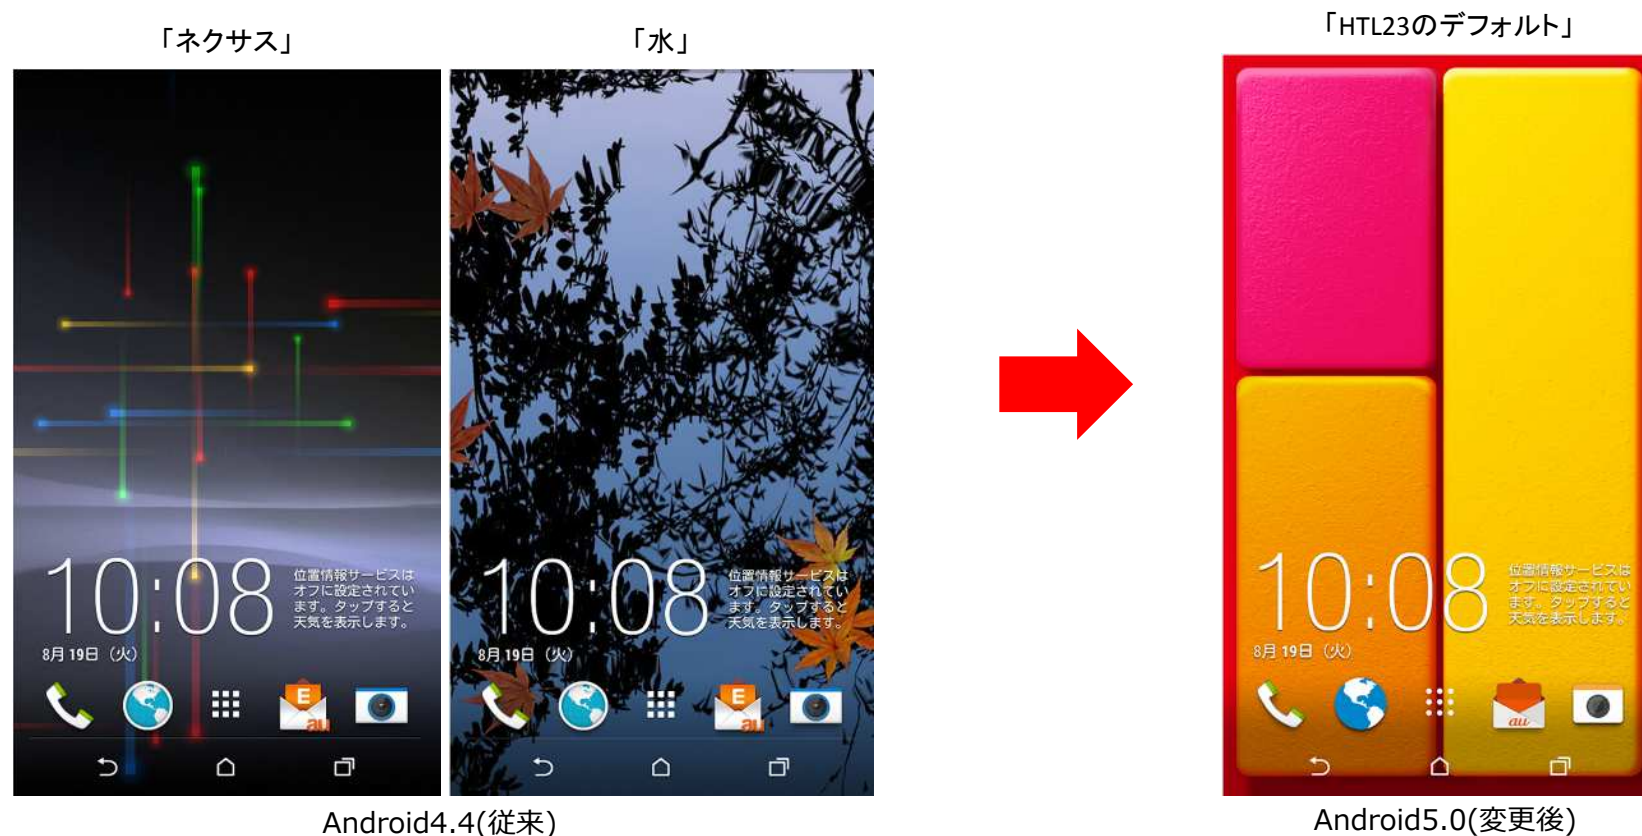 「ネクサス」
「水」
「HTL23のデフォルト」
10:08
位置情報サービスは
オフに設定されてい
ます。タップすると
天気を表示します。
8月 19日（火）
E
au
10:08
位置情報サービスは
オフに設定されてい
ます。タップすると
天気を表示します。
8月 19日（火）
E
au
10:08
位置情報サービスは
オフに設定されてい
ます。タップすると
天気を表示します。
8月 19日（火）
au
Android4.4(従来)
Android5.0(変更後)